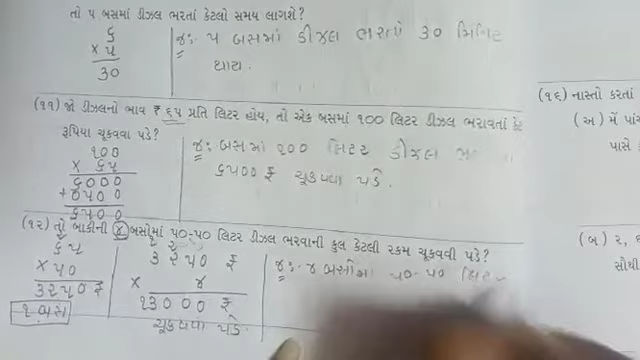 તો ૫ બસમાં ડીઝલ ભરતાં કેટલો સમય લાગશે?
૬
× ૫
૩૦
જ: ૫ બસમાં ડીઝલ ભરતાં ૩૦ મિનિટ
થાય.
(૧૧) જો ડીઝલનો ભાવ ₹ ૬૫ પ્રતિ લિટર હોય, તો એક બસમાં ૧૦૦ લિટર ડીઝલ ભરાવતાં કેટ
રૂપિયા ચૂકવવા પડે?
૧૦૦
× ૬૫
૬૦૦૦
+ ૦૫૦૦
૬૫૦૦
જ: બસમાં ૧૦૦ લિટર ડીઝલ
૬૫૦૦ ₹ ચૂકવવા પડે.
(૧૨) તો બાકીની ૪ બસોમાં ૫૦-૫૦ લિટર ડીઝલ ભરવાની કુલ કેટલી રકમ ચૂકવવી પડે?
૬૫
× ૫૦
૩૨૫૦ ₹
૧ બસ
૩૨૫૦ ₹
× ૪
૧૩૦૦૦ ₹
ચૂકવવા પડે
જ:- ૪ બસોમાં ૫૦-૫૦ લિટર
(૧૬) નાસ્તો કરતાં
(અ) મેં પાં
પાસે
(બ) ૨, ૬
સૌથી